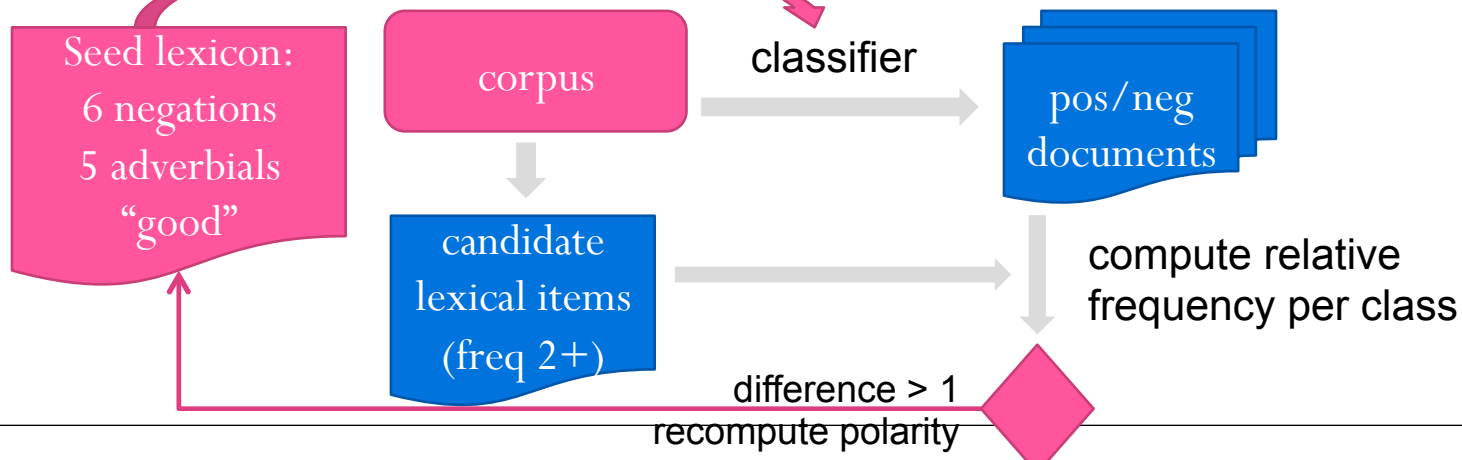 Seed lexicon:
6 negations
5 adverbials
“good”
corpus
classifier
pos/neg
documents
candidate
lexical items
(freq 2+)
compute relative
frequency per class
difference > 1
recompute polarity